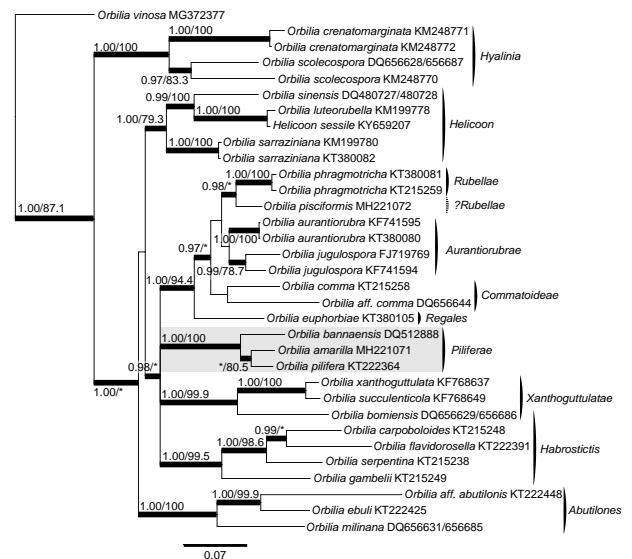 Orbilia vinosa MG372377
Orbilia crenatomarginata KM248771
1.00/100
Orbilia crenatomarginata KM248772
1.00/100
Orbilia scolecospora DQ656628/656687
Hyalinia
0.97/83.3
Orbilia scolecospora KM248770
Orbilia sinensis DQ480727/480728
0.99/100
Orbilia luteorubella KM199778
1.00/100
Helicoon sessile KY659207
Helicoon
1.00/79.3
Orbilia sarraziniana KM199780
1.00/100
Orbilia sarraziniana KT380082
Orbilia phragmotricha KT380081
1.00/100
Rubellae
0.98/*
Orbilia phragmotricha KT215259
Orbilia pisciformis MH221072
?Rubellae
1.00/87.1
Orbilia aurantiorubra KF741595
1.00/100
Orbilia aurantiorubra KT380080
Aurantiorubrae
0.97/*
Orbilia jugulospora FJ719769
0.99/78.7
Orbilia jugulospora KF741594
1.00/94.4
Orbilia comma KT215258
Commatoideae
Orbilia aff. comma DQ656644
Orbilia euphorbiae KT380105
Regales
Orbilia bannaensis DQ512888
1.00/100
Orbilia amarilla MH221071
Piliferae
*/80.5
Orbilia pilifera KT222364
0.98/*
1.00/*
Orbilia xanthoguttulata KF768637
1.00/100
Orbilia succulenticola KF768649
Xanthoguttulatae
1.00/99.9
Orbilia bomiensis DQ656629/656686
Orbilia carpoboloides KT215248
0.99/*
Orbilia flavidorosella KT222391
1.00/98.6
Habrostictis
Orbilia serpentina KT215238
1.00/99.5
Orbilia gambelii KT215249
Orbilia aff. abutilonis KT222448
1.00/99.9
Orbilia ebuli KT222425
Abutilones
1.00/100
Orbilia milinana DQ656631/656685
0.07